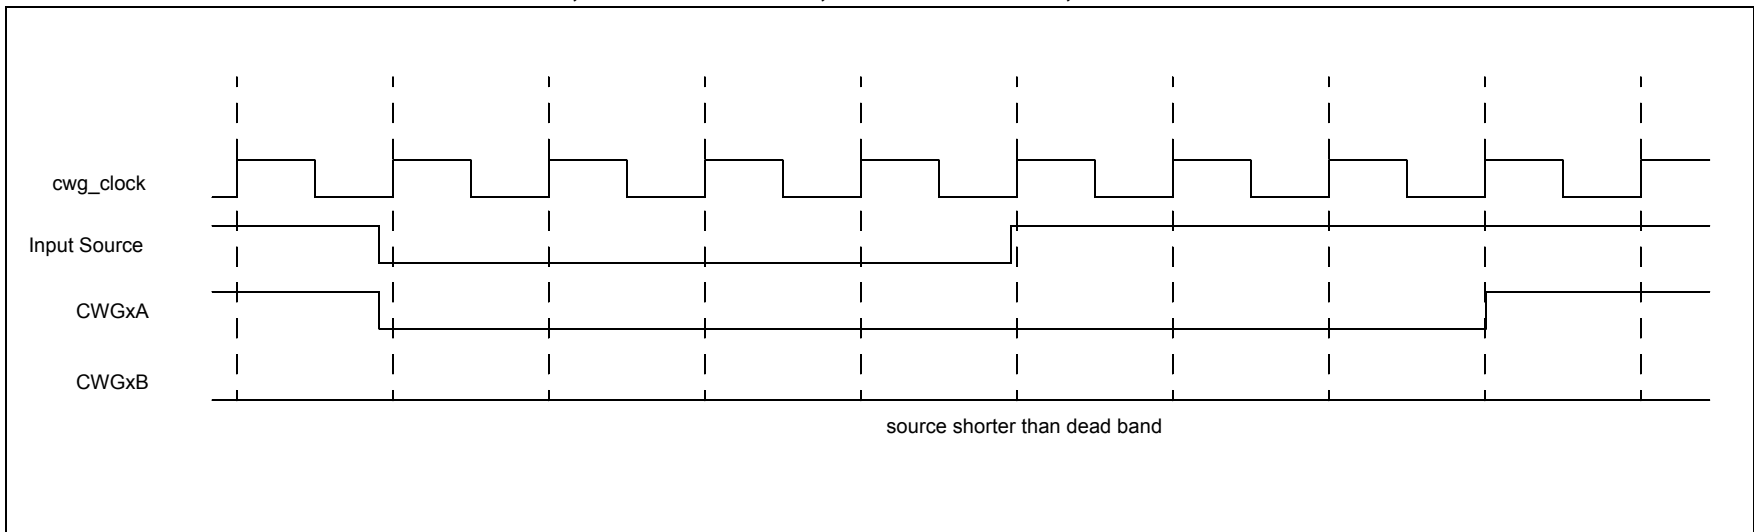 cwg_clock
Input Source
CWGxA
CWGxB
source shorter than dead band